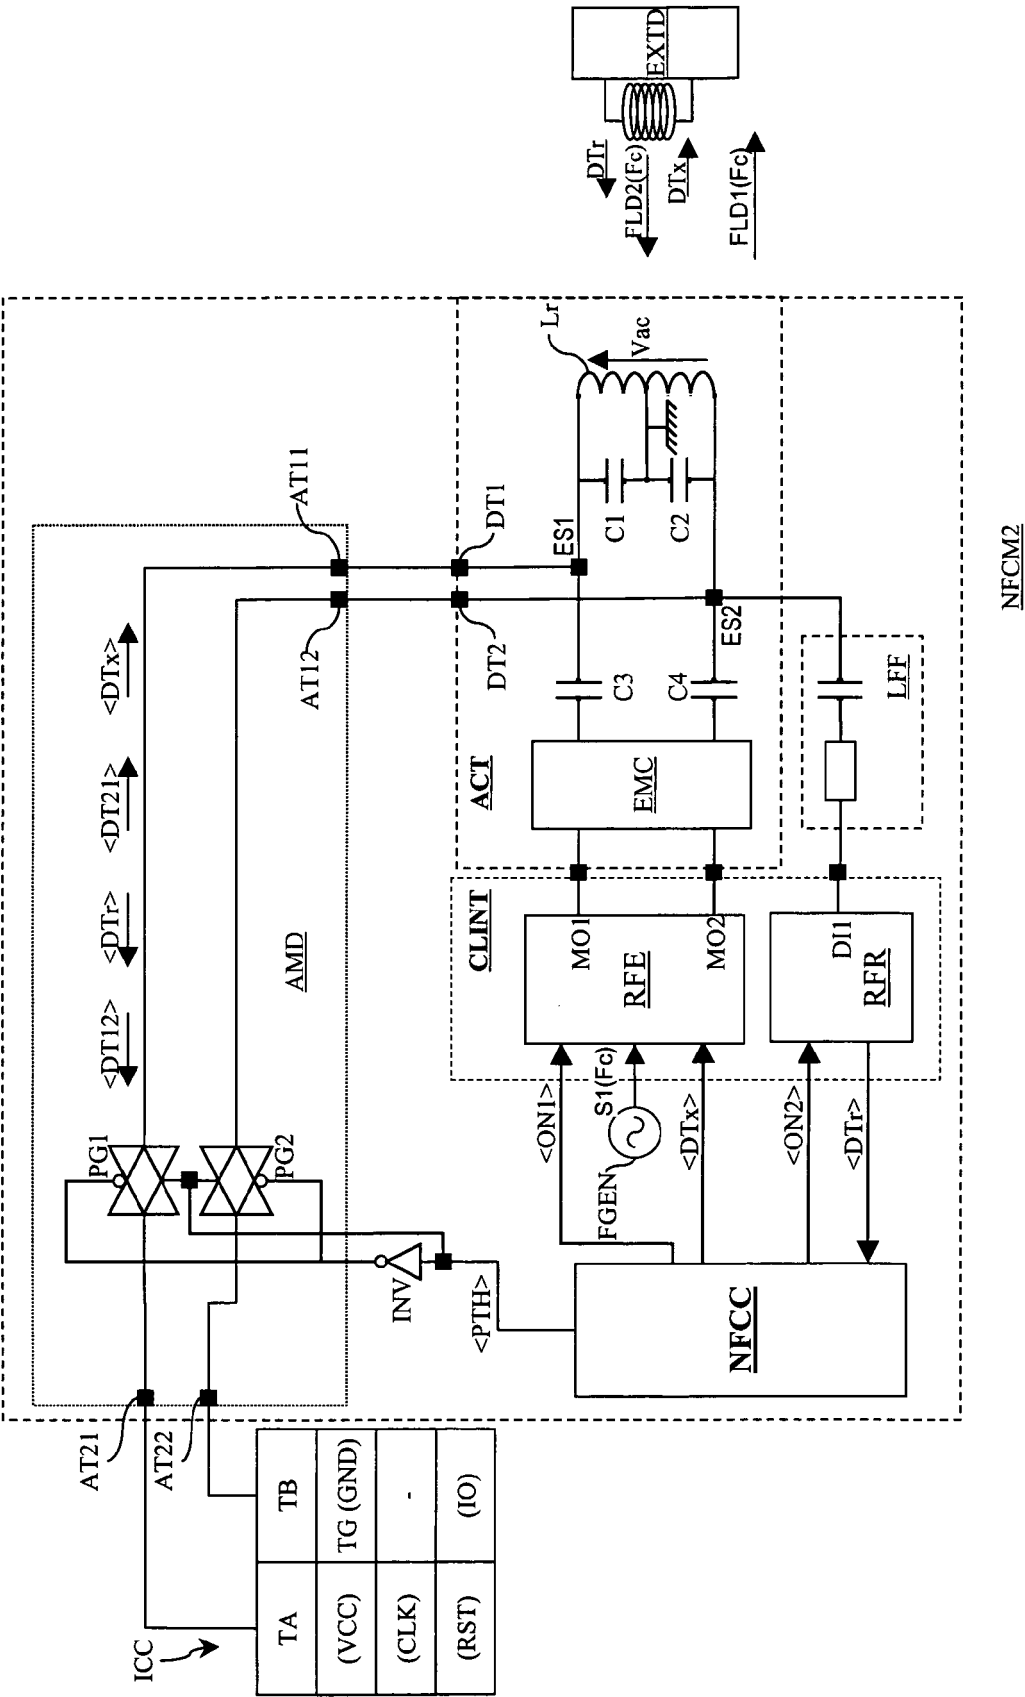 EXTD
DTr
FLD2(Fc)
DTx
FLD1(Fc)
NFCM2
Lr
Vac
AT11
DT1
ES1
C1
C2
AT12
DT2
ES2
<DTx>
<DT21>
<DTr>
<DT12>
AMD
C3
C4
LFF
ACT
EMC
CLINT
MO1
MO2
RFE
DI1
RFR
PG1
PG2
<ON1>
S1(Fc)
<DTx>
<ON2>
<DTr>
FGEN
INV
<PTH>
NFCC
AT21
AT22
ICC
TA
TB
(VCC)
TG (GND)
(CLK)
-
(RST)
(IO)